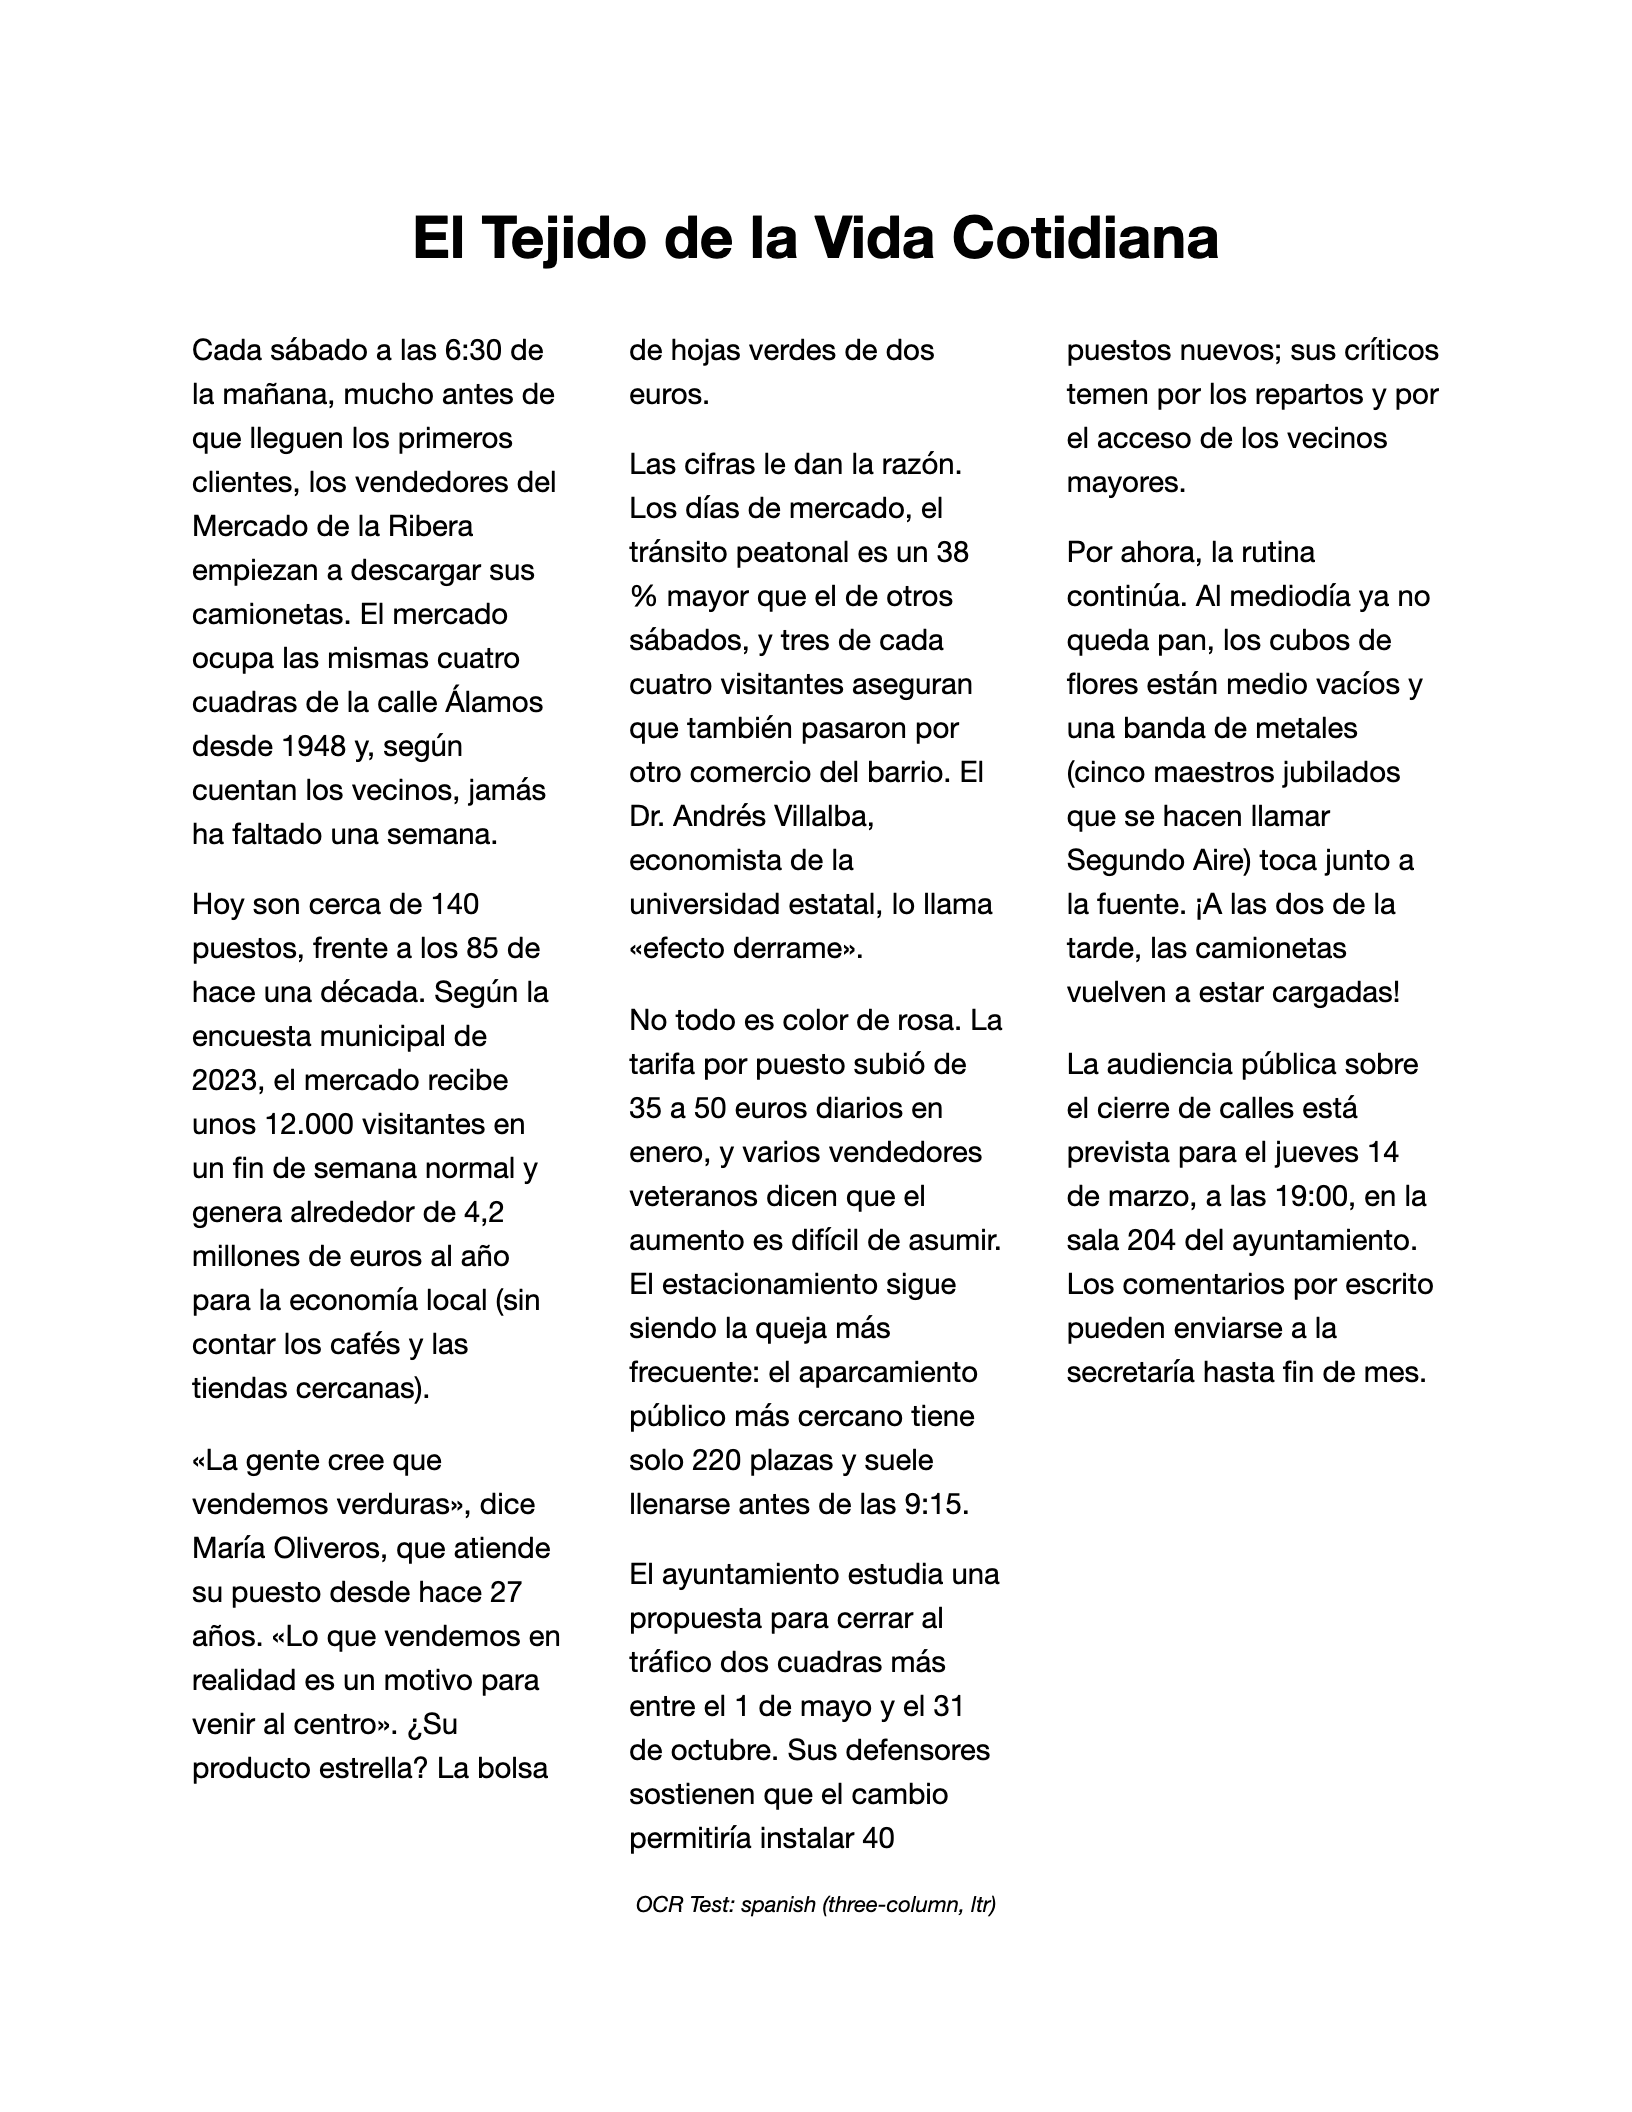 El Tejido de la Vida Cotidiana
Cada sábado a las 6:30 de
la mañana, mucho antes de
que lleguen los primeros
clientes, los vendedores del
Mercado de la Ribera
empiezan a descargar sus
camionetas. El mercado
ocupa las mismas cuatro
cuadras de la calle Álamos
desde 1948 y, según
cuentan los vecinos, jamás
ha faltado una semana.
Hoy son cerca de 140
puestos, frente a los 85 de
hace una década. Según la
encuesta municipal de
2023, el mercado recibe
unos 12.000 visitantes en
un fin de semana normal y
genera alrededor de 4,2
millones de euros al año
para la economía local (sin
contar los cafés y las
tiendas cercanas).
«La gente cree que
vendemos verduras», dice
María Oliveros, que atiende
su puesto desde hace 27
años. «Lo que vendemos en
realidad es un motivo para
venir al centro». ¿Su
producto estrella? La bolsa
de hojas verdes de dos
euros.
Las cifras le dan la razón.
Los días de mercado, el
tránsito peatonal es un 38
% mayor que el de otros
sábados, y tres de cada
cuatro visitantes aseguran
que también pasaron por
otro comercio del barrio. El
Dr. Andrés Villalba,
economista de la
universidad estatal, lo llama
«efecto derrame».
No todo es color de rosa. La
tarifa por puesto subió de
35 a 50 euros diarios en
enero, y varios vendedores
veteranos dicen que el
aumento es difícil de asumir.
El estacionamiento sigue
siendo la queja más
frecuente: el aparcamiento
público más cercano tiene
solo 220 plazas y suele
llenarse antes de las 9:15.
El ayuntamiento estudia una
propuesta para cerrar al
tráfico dos cuadras más
entre el 1 de mayo y el 31
de octubre. Sus defensores
sostienen que el cambio
permitiría instalar 40
puestos nuevos; sus críticos
temen por los repartos y por
el acceso de los vecinos
mayores.
Por ahora, la rutina
continúa. Al mediodía ya no
queda pan, los cubos de
flores están medio vacíos y
una banda de metales
(cinco maestros jubilados
que se hacen llamar
Segundo Aire) toca junto a
la fuente. ¡A las dos de la
tarde, las camionetas
vuelven a estar cargadas!
La audiencia pública sobre
el cierre de calles está
prevista para el jueves 14
de marzo, a las 19:00, en la
sala 204 del ayuntamiento.
Los comentarios por escrito
pueden enviarse a la
secretaría hasta fin de mes.
OCR Test: spanish (three-column, ltr)